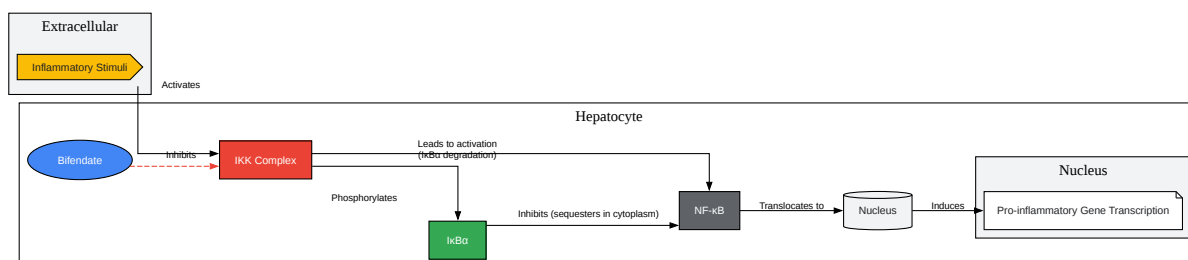 Extracellular
Inflammatory Stimuli
Activates
Hepatocyte
Bifendate
Inhibits
IKK Complex
Leads to activation
(IκBα degradation)
Phosphorylates
IκBα
Inhibits (sequesters in cytoplasm)
NF-κB
Translocates to
Nucleus
Induces
Nucleus
Pro-inflammatory Gene Transcription